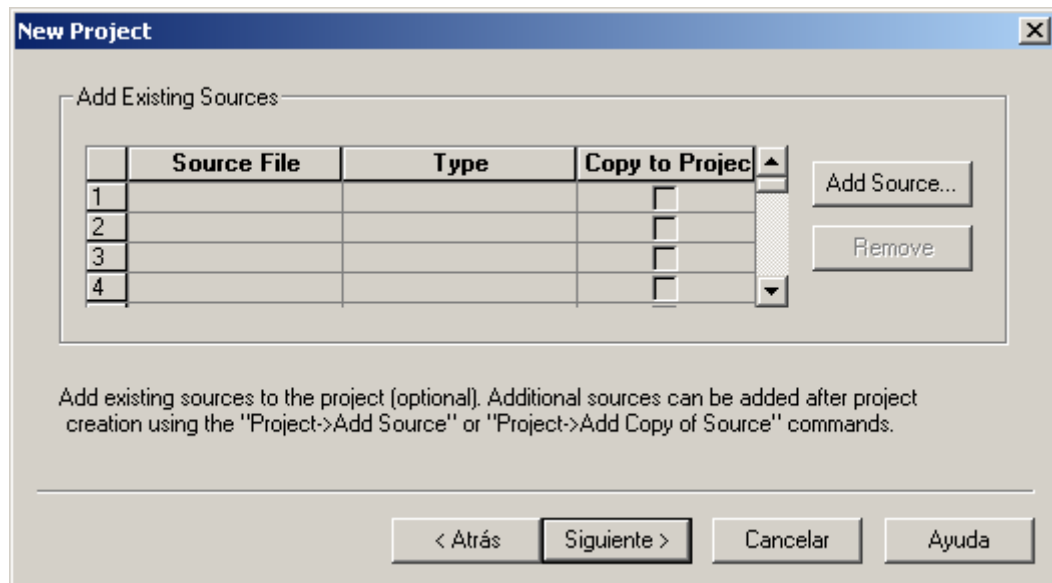 New Project
Add Existing Sources
Source File Type Copy to Projec
1
2
3
4
Add Source...
Remove
Add existing sources to the project (optional). Additional sources can be added after project
creation using the "Project->Add Source" or "Project->Add Copy of Source" commands.
< Atrás Siguiente > Cancelar Ayuda